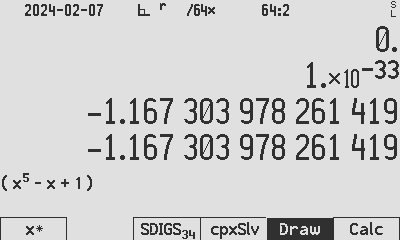 2024-02-07 ∟ r /64× 64:2 S L
0.
1.×10⁻³³
−1.167 303 978 261 419
−1.167 303 978 261 419
(x⁵-x+1)
x* SDIGS₃₄ cpxSlv Draw Calc